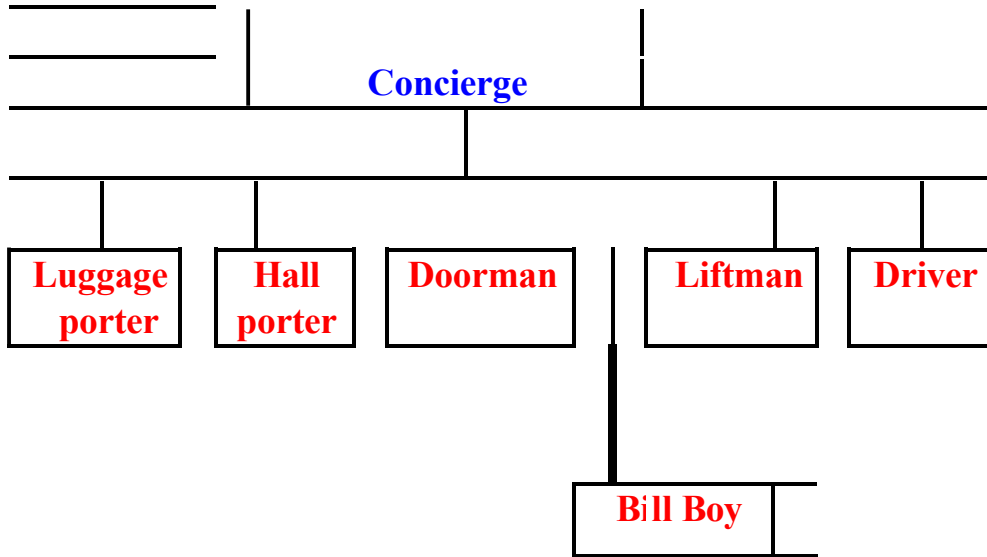 Concierge
Luggage porter
Hall porter
Doorman
Liftman
Driver
Bill Boy